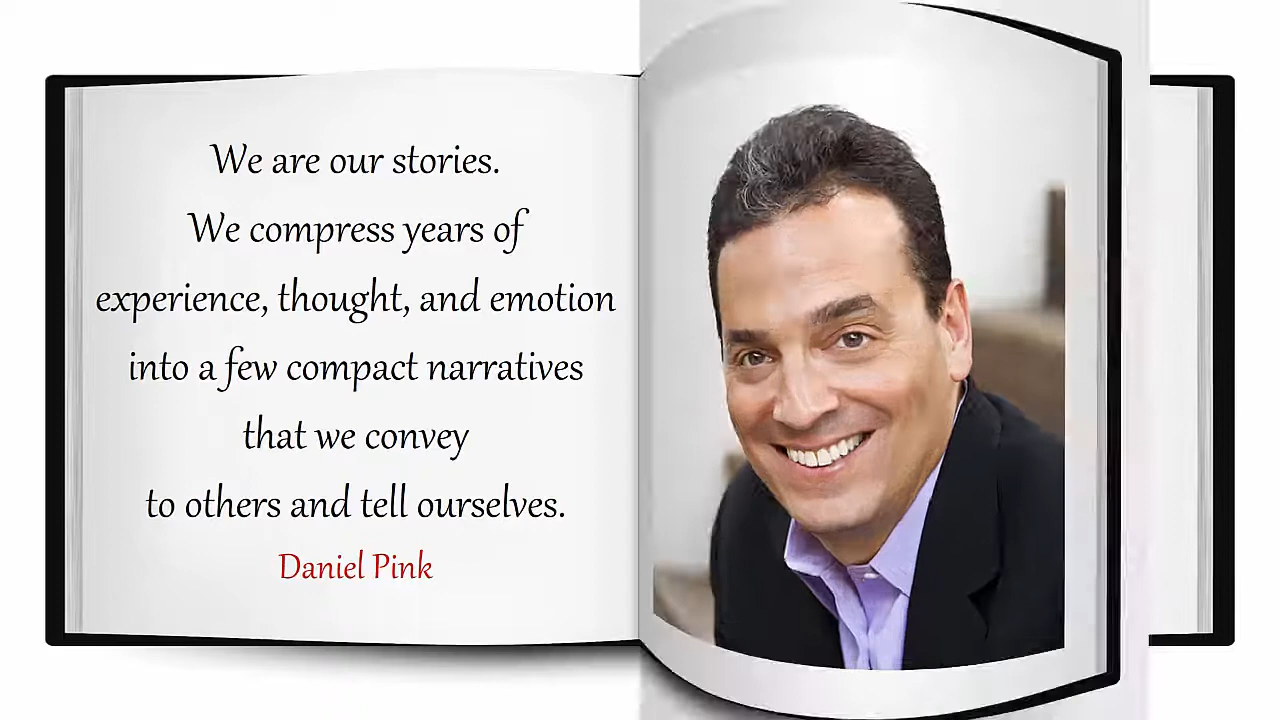 We are our stories.
We compress years of
experience, thought, and emotion
into a few compact narratives
that we convey
to others and tell ourselves.
Daniel Pink